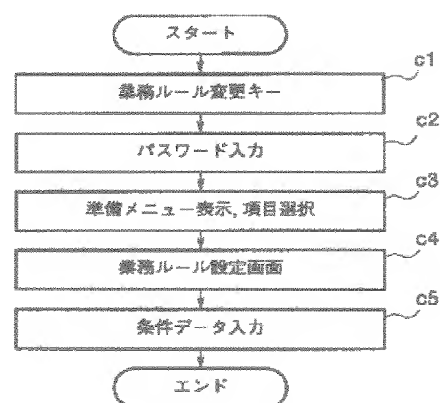 スタート
c1
業務ルール変更キー
c2
パスワード入力
c3
準備メニュー表示,項目選択
c4
業務ルール設定画面
c5
条件データ入力
エンド